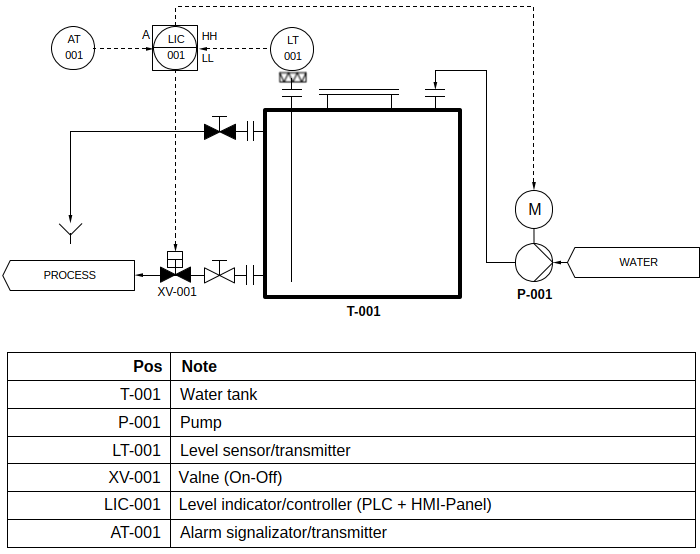 AT
001
A
LIC
001
HH
LL
LT
001
M
PROCESS
XV-001
WATER
P-001
T-001
Pos Note
T-001 Water tank
P-001 Pump
LT-001 Level sensor/transmitter
XV-001 Valne (On-Off)
LIC-001 Level indicator/controller (PLC + HMI-Panel)
AT-001 Alarm signalizator/transmitter